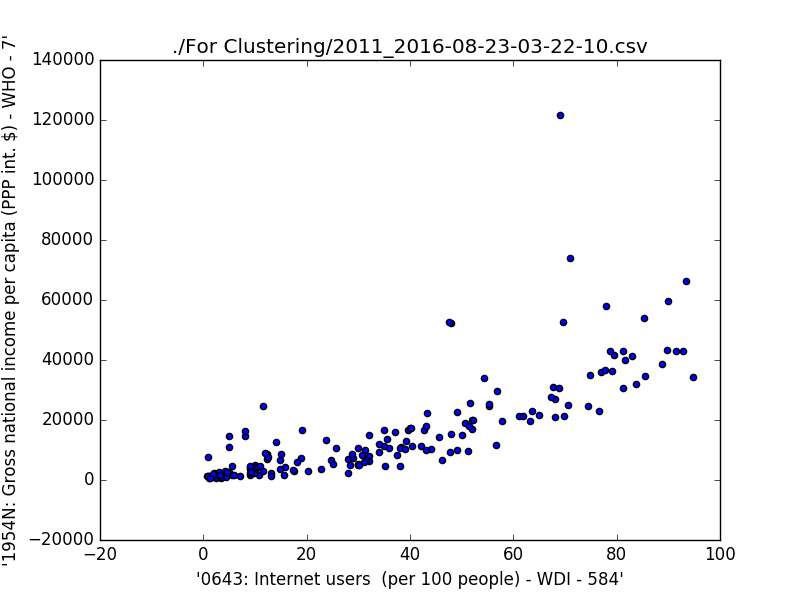 ./For Clustering/2011_2016-08-23-03-22-10.csv
'1954N: Gross national income per capita (PPP int. $) - WHO - 7'
140000
120000
100000
80000
60000
40000
20000
0
−20000
−20 0 20 40 60 80 100
'0643: Internet users  (per 100 people) - WDI - 584'